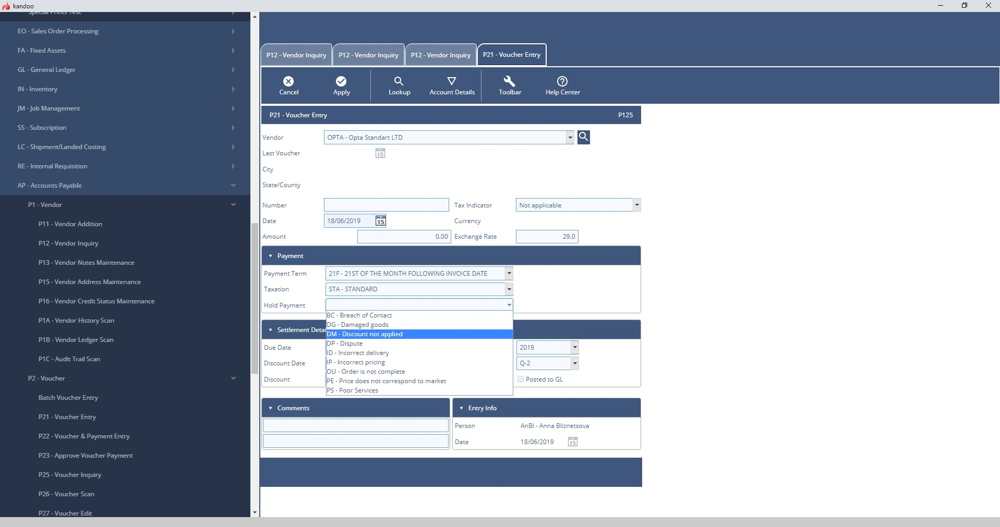 kandoo
Special Prints Test
EO - Sales Order Processing
FA - Fixed Assets
GL - General Ledger
IN - Inventory
JM - Job Management
SS - Subscription
LC - Shipment/Landed Costing
RE - Internal Requisition
AP - Accounts Payable
P1 - Vendor
P11 - Vendor Addition
P12 - Vendor Inquiry
P13 - Vendor Notes Maintenance
P15 - Vendor Address Maintenance
P16 - Vendor Credit Status Maintenance
P1A - Vendor History Scan
P1B - Vendor Ledger Scan
P1C - Audit Trail Scan
P2 - Voucher
Batch Voucher Entry
P21 - Voucher Entry
P22 - Voucher & Payment Entry
P23 - Approve Voucher Payment
P25 - Voucher Inquiry
P26 - Voucher Scan
P27 - Voucher Edit
P12 - Vendor Inquiry P12 - Vendor Inquiry P12 - Vendor Inquiry P21 - Voucher Entry
Cancel Apply Lookup Account Details Toolbar Help Center
P21 - Voucher Entry P125
Vendor OPTA - Opta Standart LTD
Last Voucher 15
City
State/County
Number Tax Indicator Not applicable
Date 18/06/2019 15 Currency
Amount 0.00 Exchange Rate 29.0
Payment
Payment Term 21F - 21ST OF THE MONTH FOLLOWING INVOICE DATE
Taxation STA - STANDARD
Hold Payment
BC - Breach of Contact
DG - Damaged goods
DM - Discount not applied
DP - Dispute
ID - Incorrect delivery
IP - Incorrect pricing
OU - Order is not complete
PE - Price does not correspond to market
PS - Poor Services
Settlement Detai
Due Date 2019
Discount Date Q-2
Discount Posted to GL
Comments
Entry Info
Person AnBl - Anna Bliznetsova
Date 18/06/2019 15